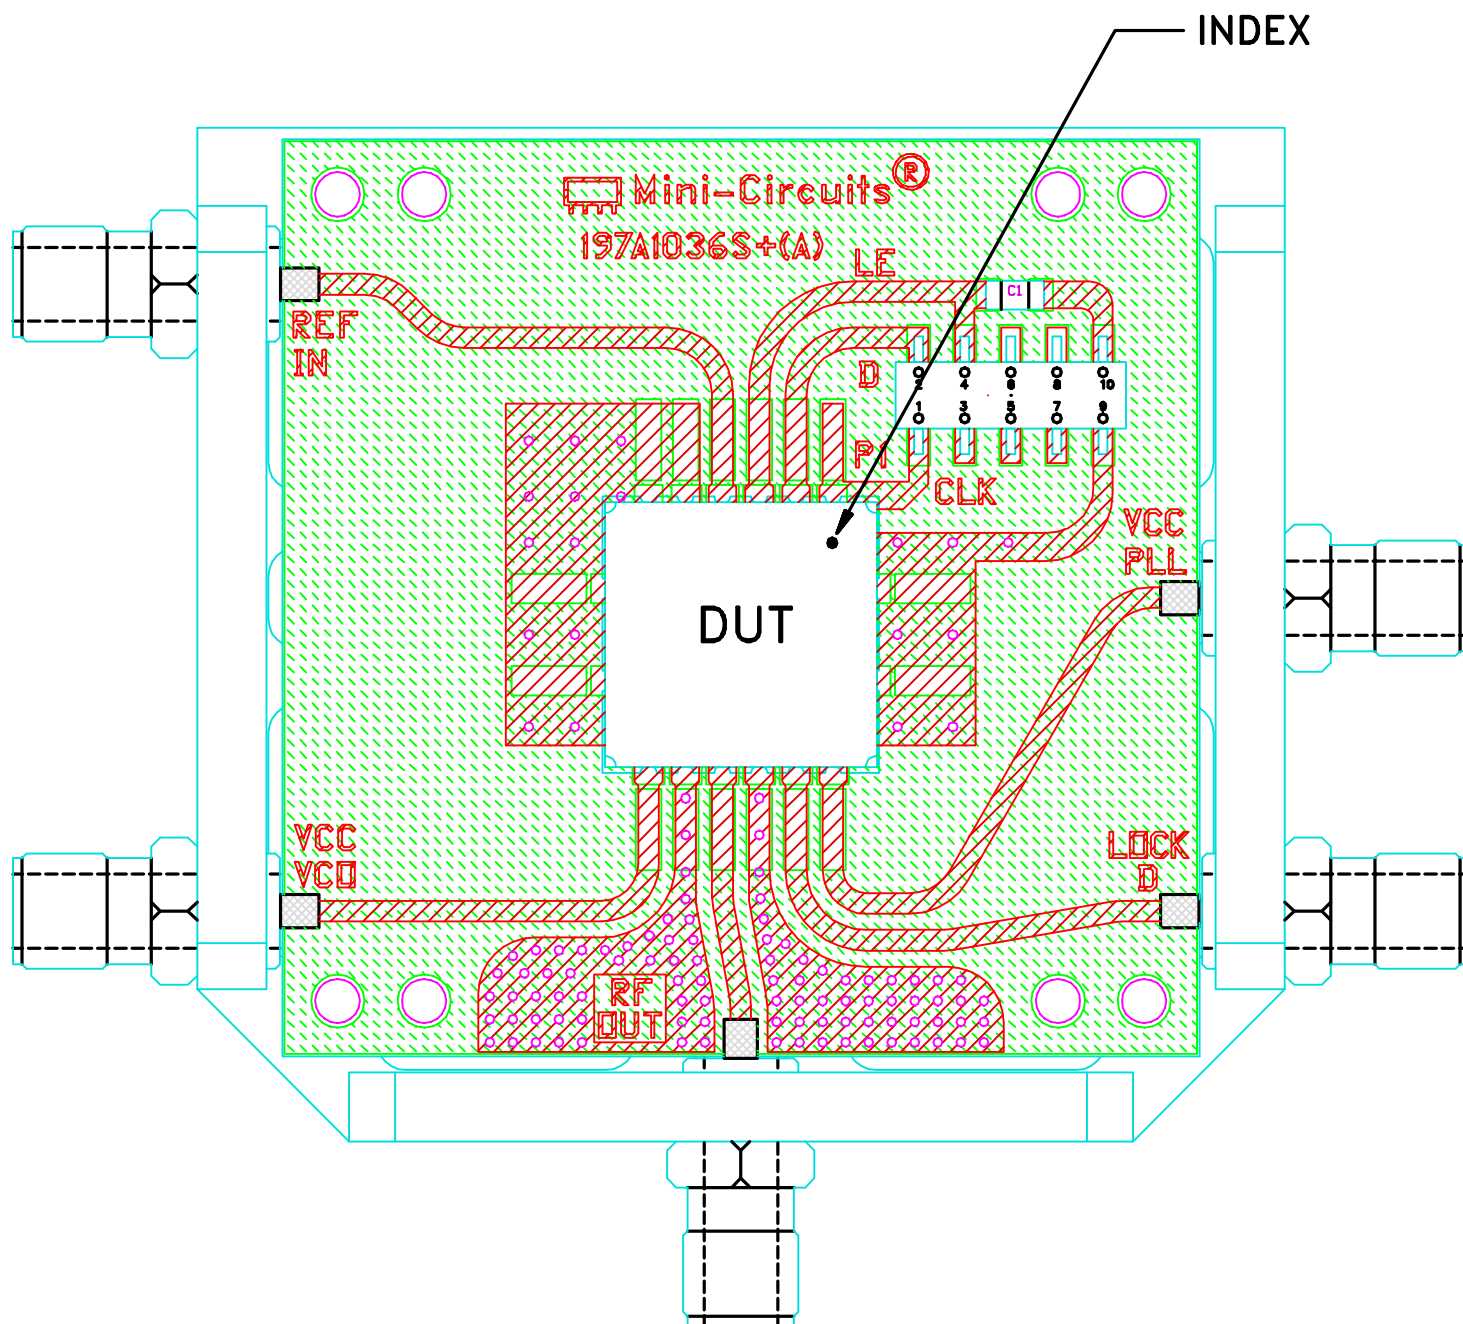 INDEX
Mini-Circuits®
197A1036S+(A)
LE
C1
REF
IN
D
2 4 6 8 10
1 3 5 7 9
P1
CLK
VCC
PLL
DUT
VCC
VCO
LOCK
D
RF
OUT